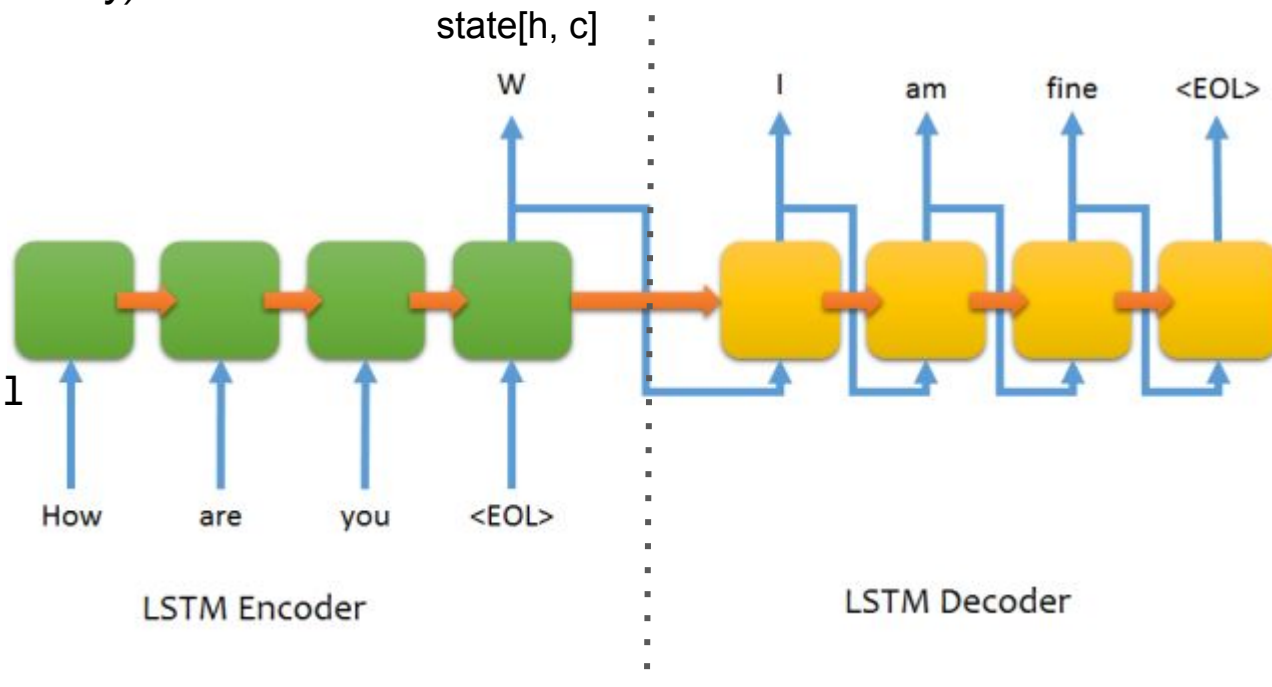 y,
state[h, c]
W I am fine <EOL>
l
How are you <EOL>
LSTM Encoder LSTM Decoder